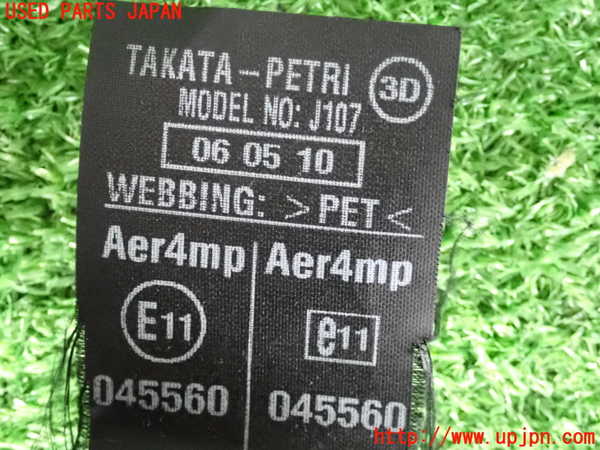 USED PARTS JAPAN
TAKATA-PETRI
3D
MODEL NO: J107
06 05 10
WEBBING: >PET<
Aer4mp Aer4mp
E11 e11
045560 045560
http://www.upjpn.com/